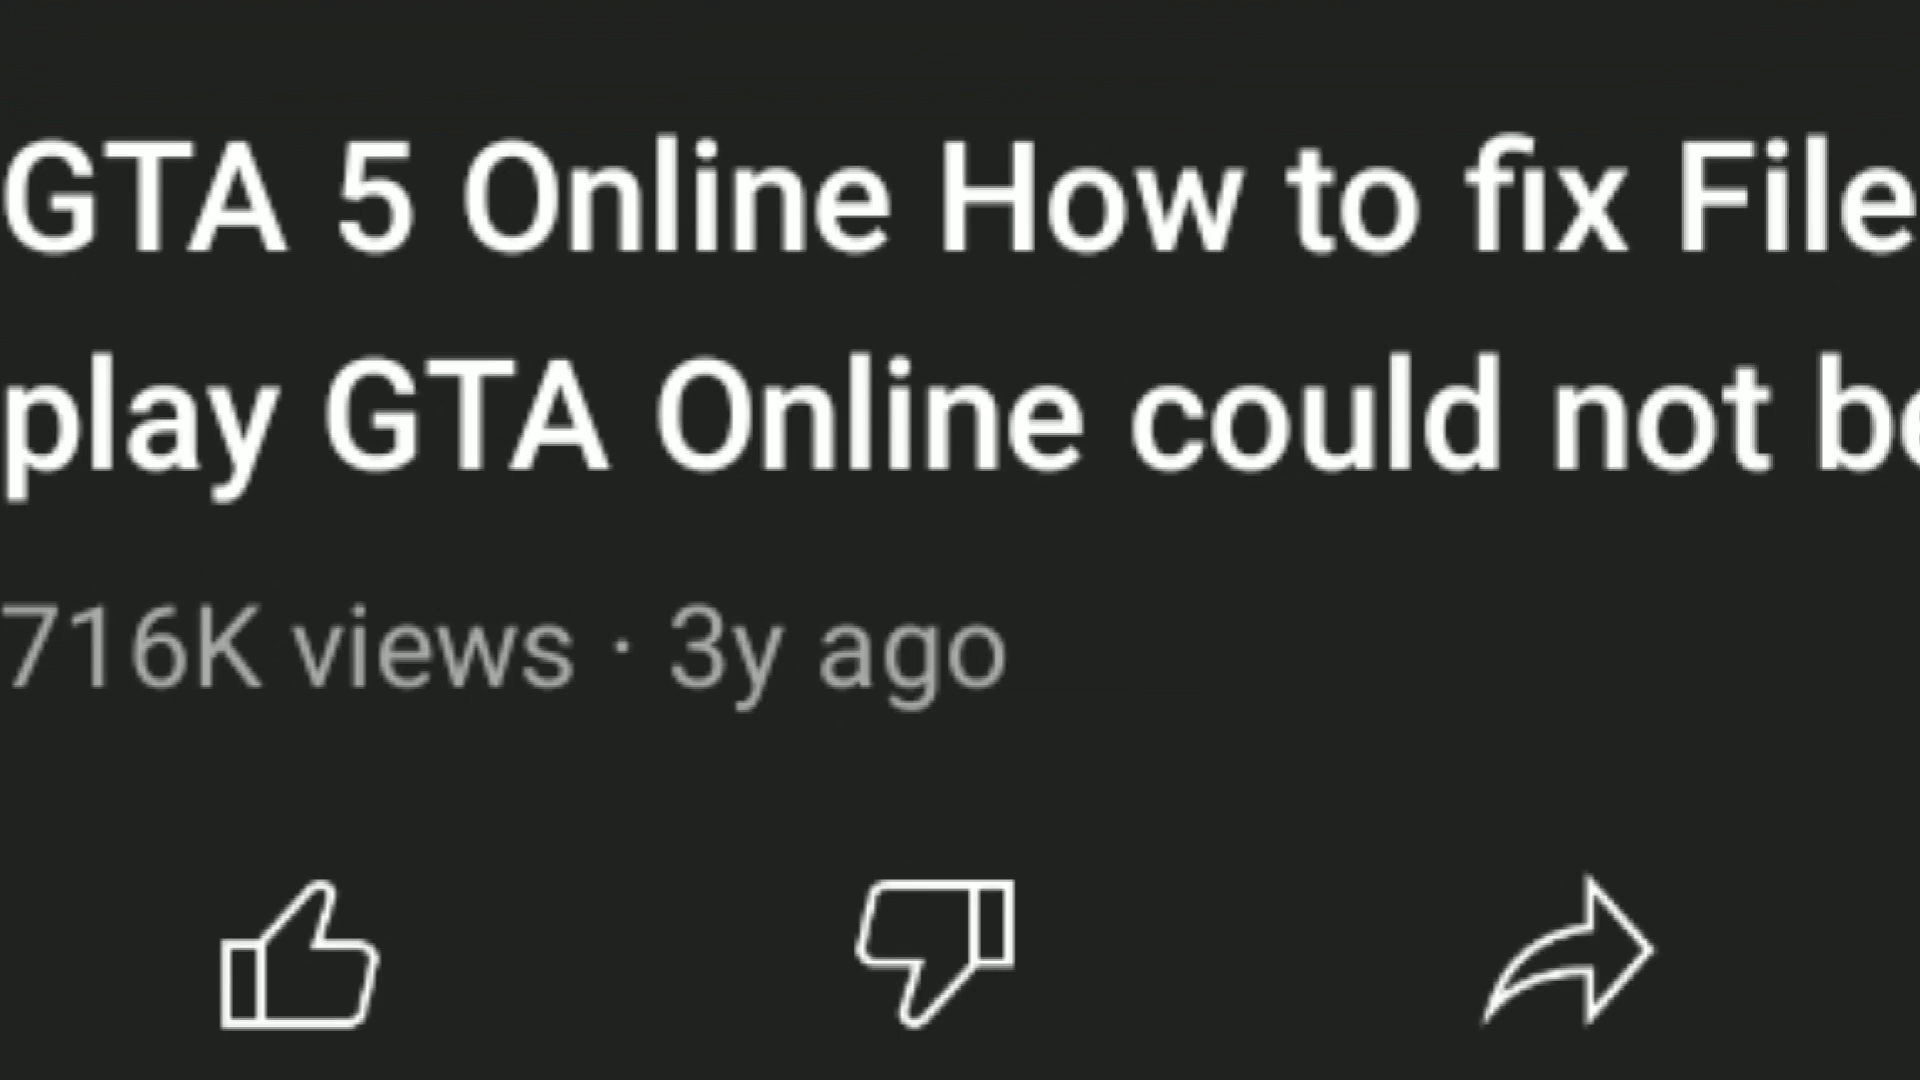 GTA 5 Online How to fix File
play GTA Online could not
716K views · 3y ago